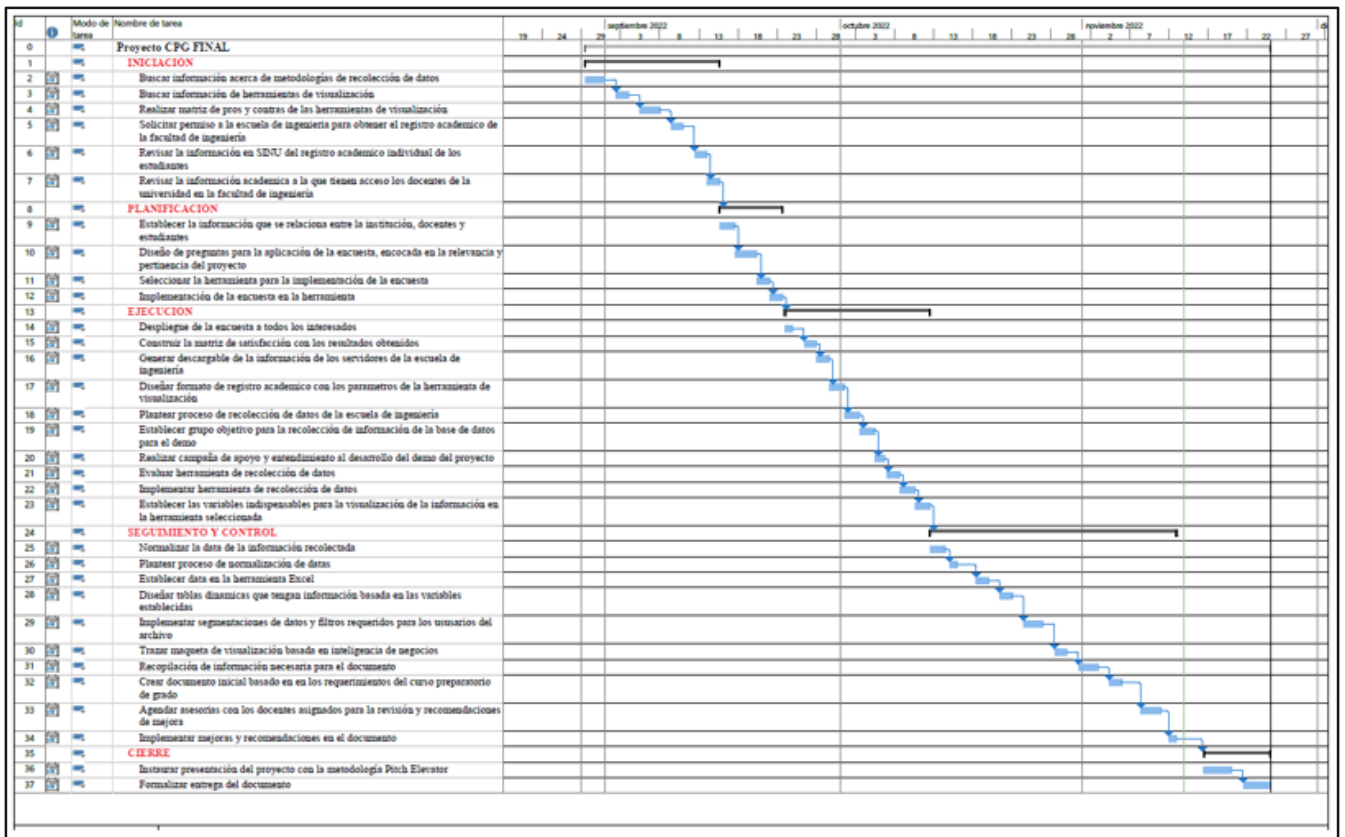 Id Modo de tarea Nombre de tarea
septiembre 2022 octubre 2022 noviembre 2022 di
19 24 29 3 8 13 18 23 28 3 8 13 18 23 28 2 7 12 17 22 27
0 Proyecto CPG FINAL
1 INICIACIÓN
2 Buscar información acerca de metodologías de recolección de datos
3 Buscar información de herramientas de visualización
4 Realizar matriz de pros y contras de las herramientas de visualización
5 Solicitar permiso a la escuela de ingeniería para obtener el registro academico de
la facultad de ingeniería
6 Revisar la información en SINU del registro academico individual de los
estudiantes
7 Revisar la información academica a la que tienen acceso los docentes de la
universidad en la facultad de ingeniería
8 PLANIFICACIÓN
9 Establecer la información que se relaciona entre la institución, docentes y
estudiantes
10 Diseño de preguntas para la aplicación de la encuesta, encocada en la relevancia y
pertinencia del proyecto
11 Seleccionar la herramienta para la implementación de la encuesta
12 Implementación de la encuesta en la herramienta
13 EJECUCIÓN
14 Despliegue de la encuesta a todos los interesados
15 Construir la matriz de satisfacción con los resultados obtenidos
16 Generar descargable de la información de los servidores de la escuela de
ingeniería
17 Diseñar formato de registro academico con los parametros de la herramienta de
visualización
18 Plantear proceso de recolección de datos de la escuela de ingeniería
19 Establecer grupo objetivo para la recolección de información de la base de datos
para el demo
20 Realizar campaña de apoyo y entendimiento al desarrollo del demo del proyecto
21 Evaluar herramienta de recolección de datos
22 Implementar herramienta de recolección de datos
23 Establecer las variables indispensables para la visualización de la información en
la herramienta seleccionada
24 SEGUIMIENTO Y CONTROL
25 Normalizar la data de la información recolectada
26 Plantear proceso de normalización de datas
27 Establecer data en la herramienta Excel
28 Diseñar tablas dinamicas que tengan información basada en las variables
establecidas
29 Implementar segmentaciones de datos y filtros requeridos para los ususarios del
archivo
30 Trazar maqueta de visualización basada en inteligencia de negocios
31 Recopilación de información necesaria para el documento
32 Crear documento inicial basado en en los requerimientos del curso preparatorio
de grado
33 Agendar asesorías con los docentes asignados para la revisión y recomendaciones
de mejora
34 Implementar mejoras y recomendaciones en el documento
35 CIERRE
36 Instaurar presentación del proyecto con la metodología Pitch Elevator
37 Formalizar entrega del documento